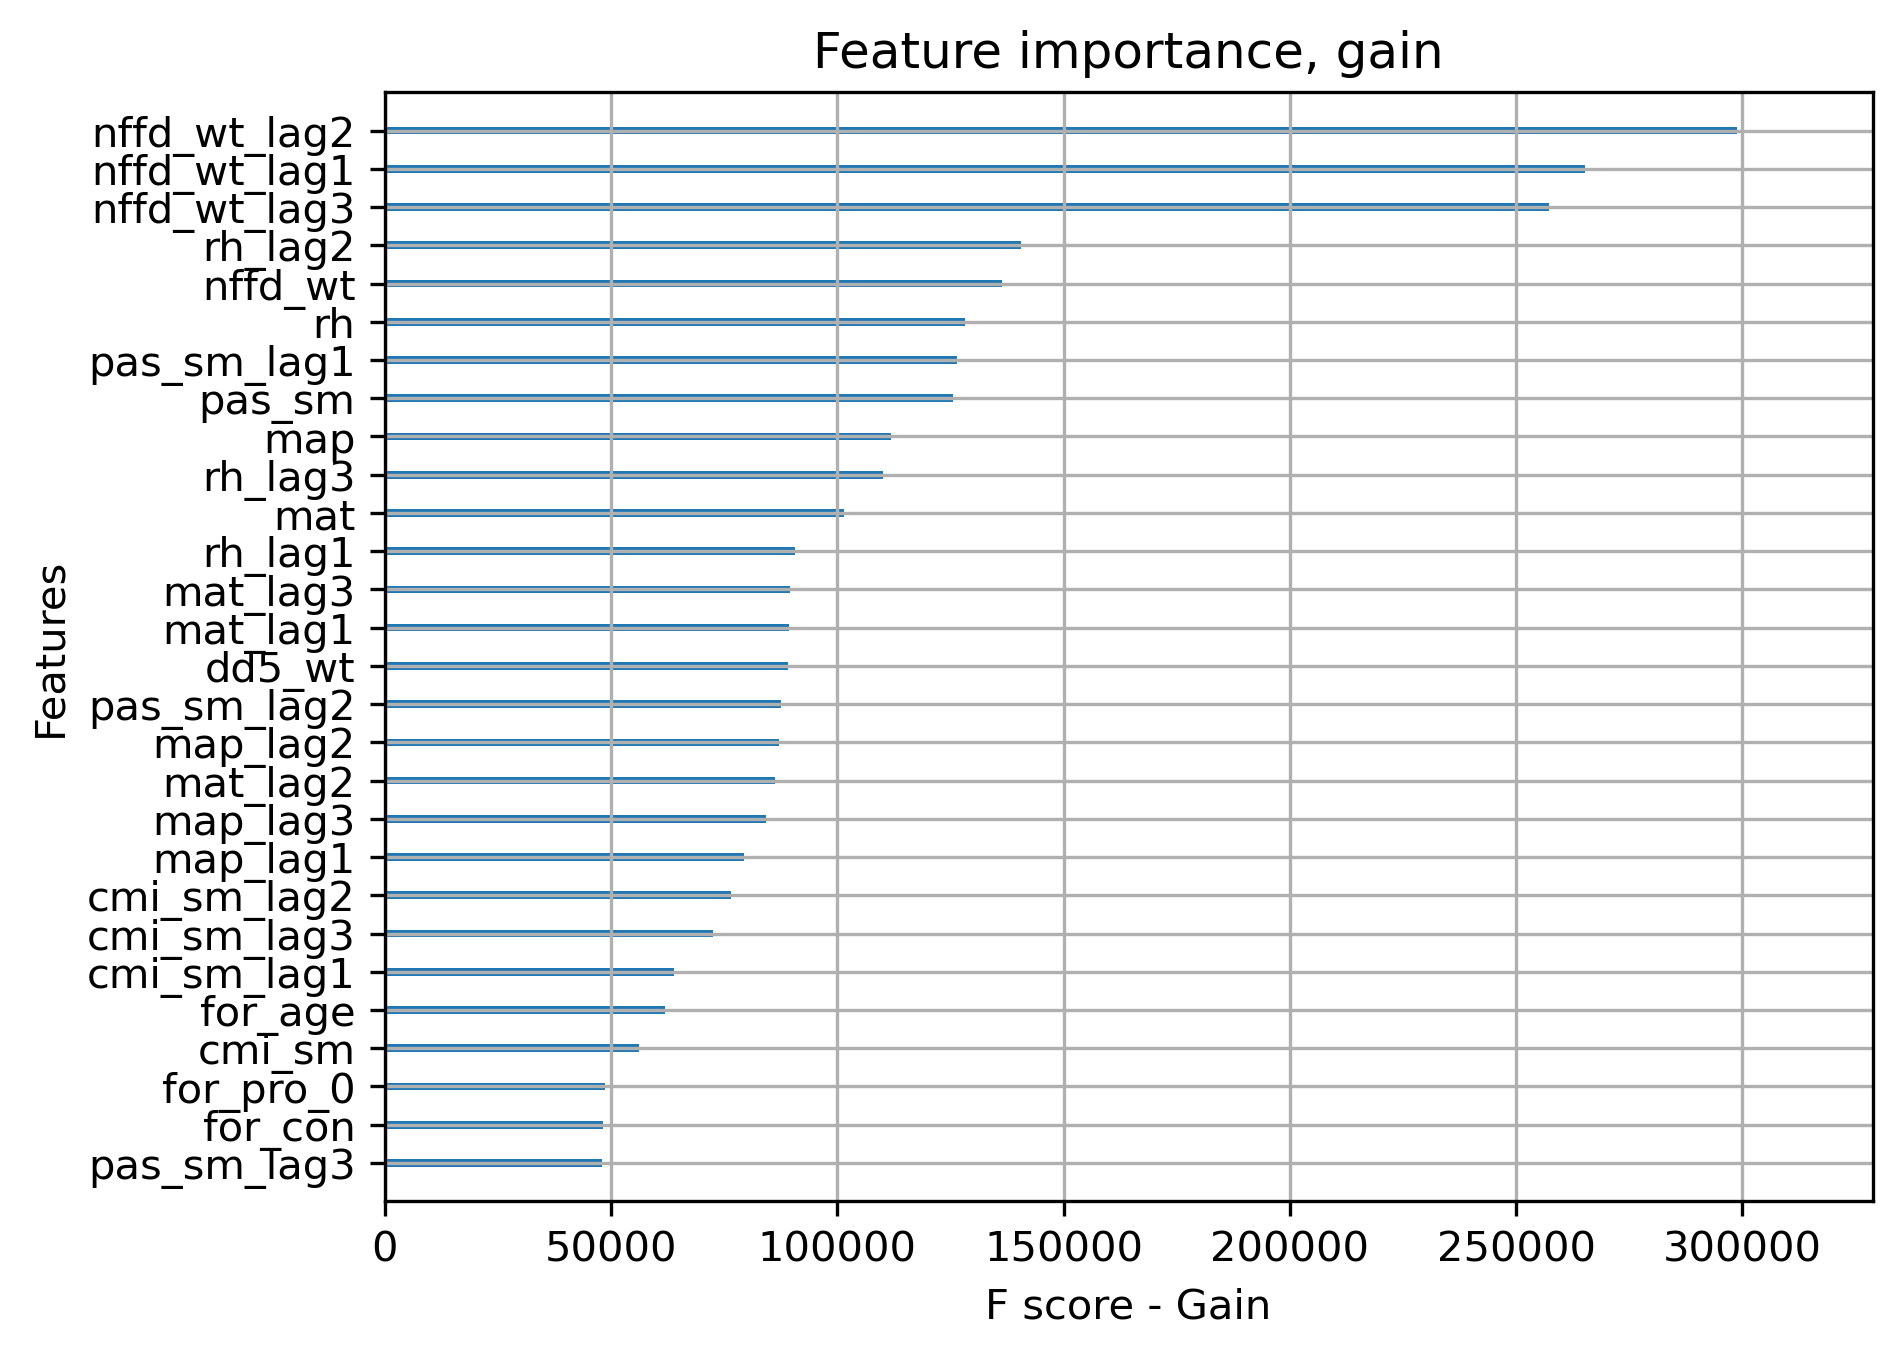 Feature importance, gain
nffd_wt_lag2
nffd_wt_lag1
nffd_wt_lag3
rh_lag2
nffd_wt
rh
pas_sm_lag1
pas_sm
map
rh_lag3
mat
rh_lag1
mat_lag3
mat_lag1
dd5_wt
pas_sm_lag2
map_lag2
mat_lag2
map_lag3
map_lag1
cmi_sm_lag2
cmi_sm_lag3
cmi_sm_lag1
for_age
cmi_sm
for_pro_0
for_con
pas_sm_lag3
Features
0 50000 100000 150000 200000 250000 300000
F score - Gain